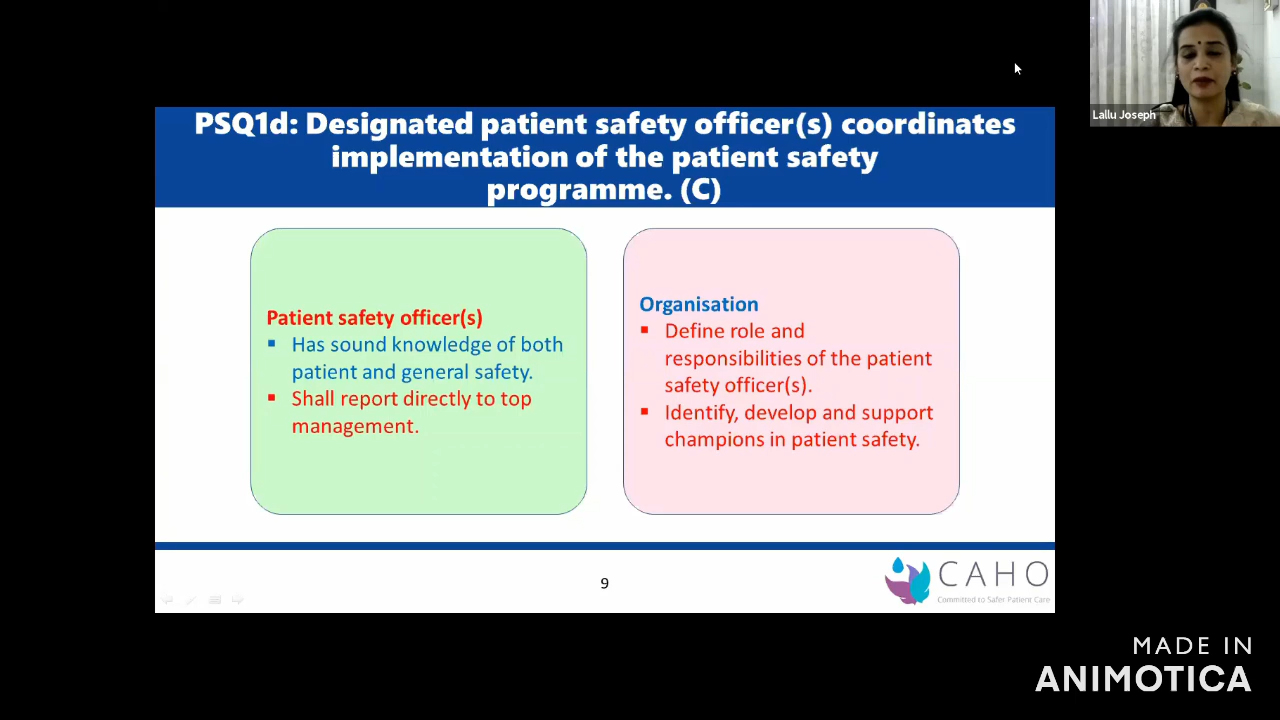 Lallu Joseph
PSQ1d: Designated patient safety officer(s) coordinates
implementation of the patient safety
programme. (C)
Patient safety officer(s)
▪ Has sound knowledge of both
patient and general safety.
▪ Shall report directly to top
management.
Organisation
▪ Define role and
responsibilities of the patient
safety officer(s).
▪ Identify, develop and support
champions in patient safety.
9
CAHO
Committed to Safer Patient Care
MADE IN
ANIMOTICA